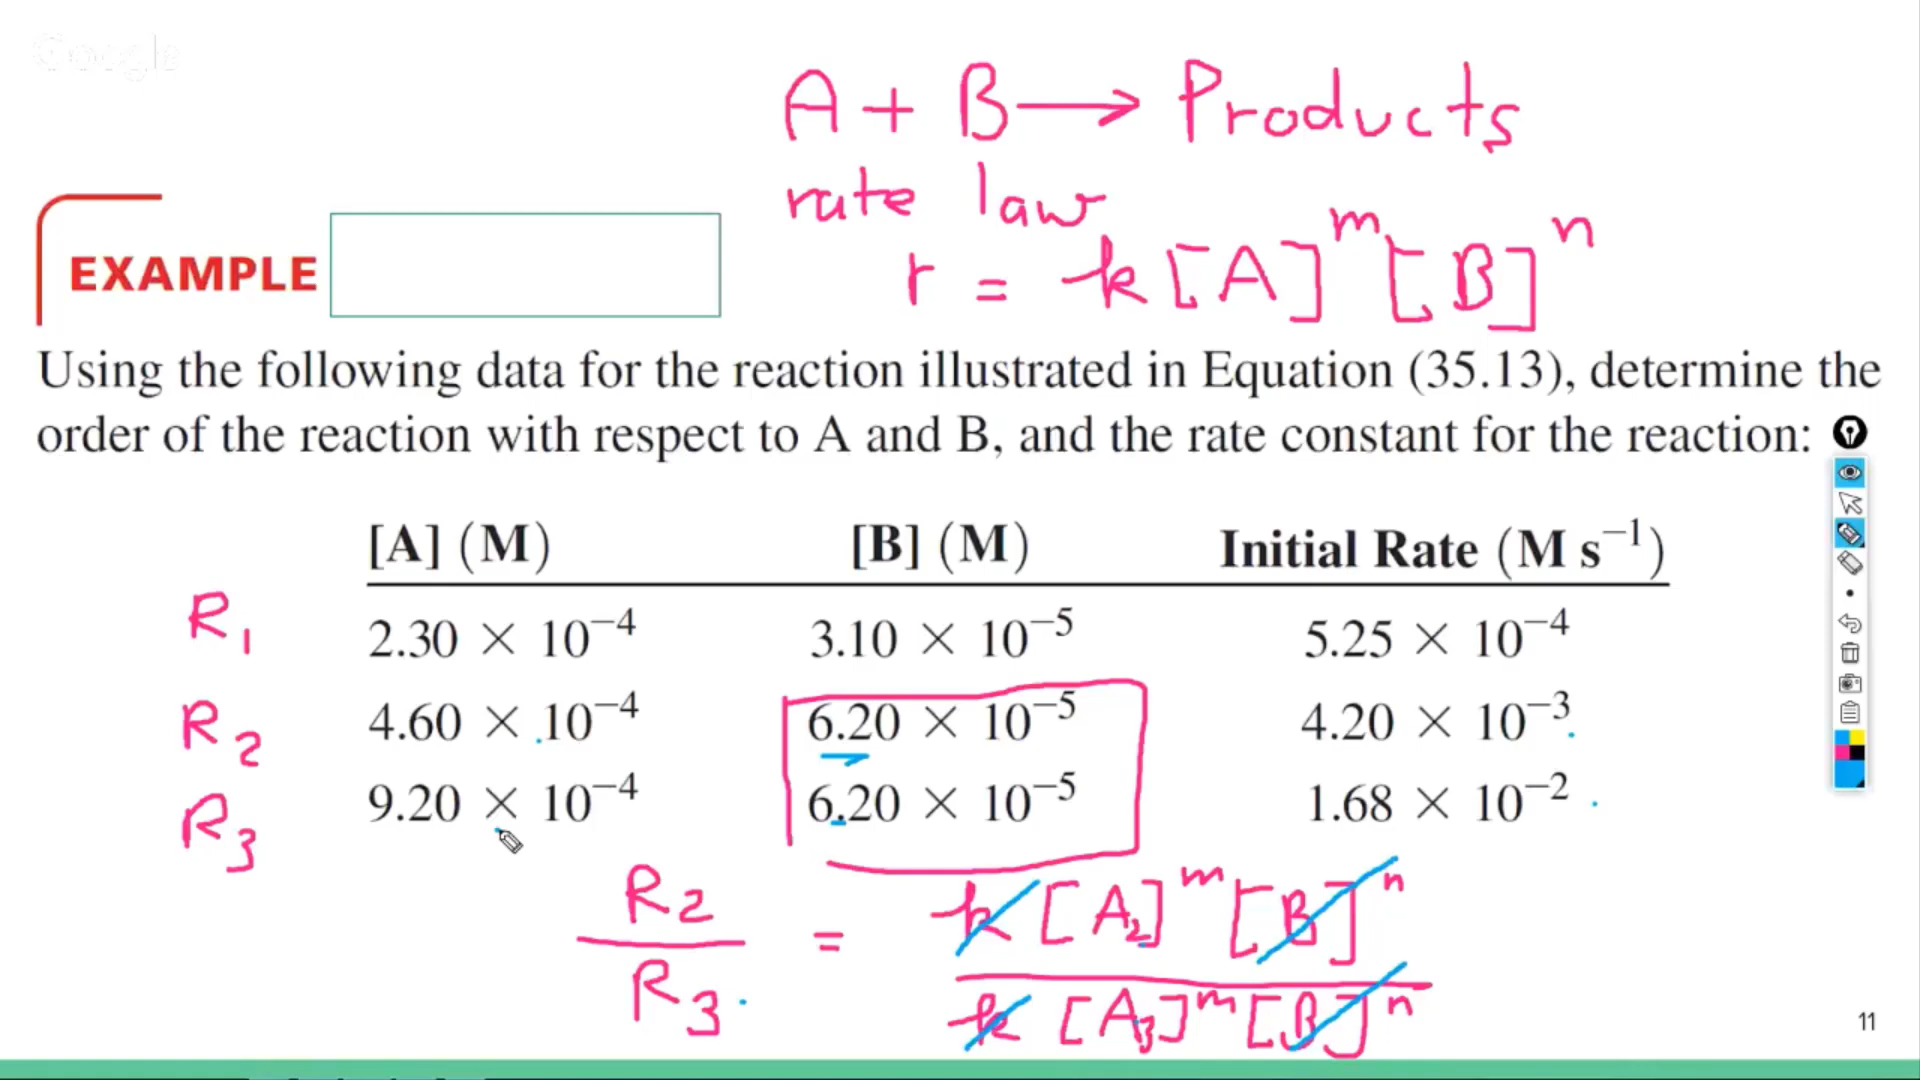 Google
A + B → Products
rate law
r = k[A]ᵐ[B]ⁿ
EXAMPLE
Using the following data for the reaction illustrated in Equation (35.13), determine the
order of the reaction with respect to A and B, and the rate constant for the reaction:
[A] (M) [B] (M) Initial Rate (M s⁻¹)
R₁ 2.30 × 10⁻⁴ 3.10 × 10⁻⁵ 5.25 × 10⁻⁴
R₂ 4.60 × 10⁻⁴ 6.20 × 10⁻⁵ 4.20 × 10⁻³
R₃ 9.20 × 10⁻⁴ 6.20 × 10⁻⁵ 1.68 × 10⁻²
R₂ = k[A₂]ᵐ[B]ⁿ
R₃ k[A₃]ᵐ[B]ⁿ
11